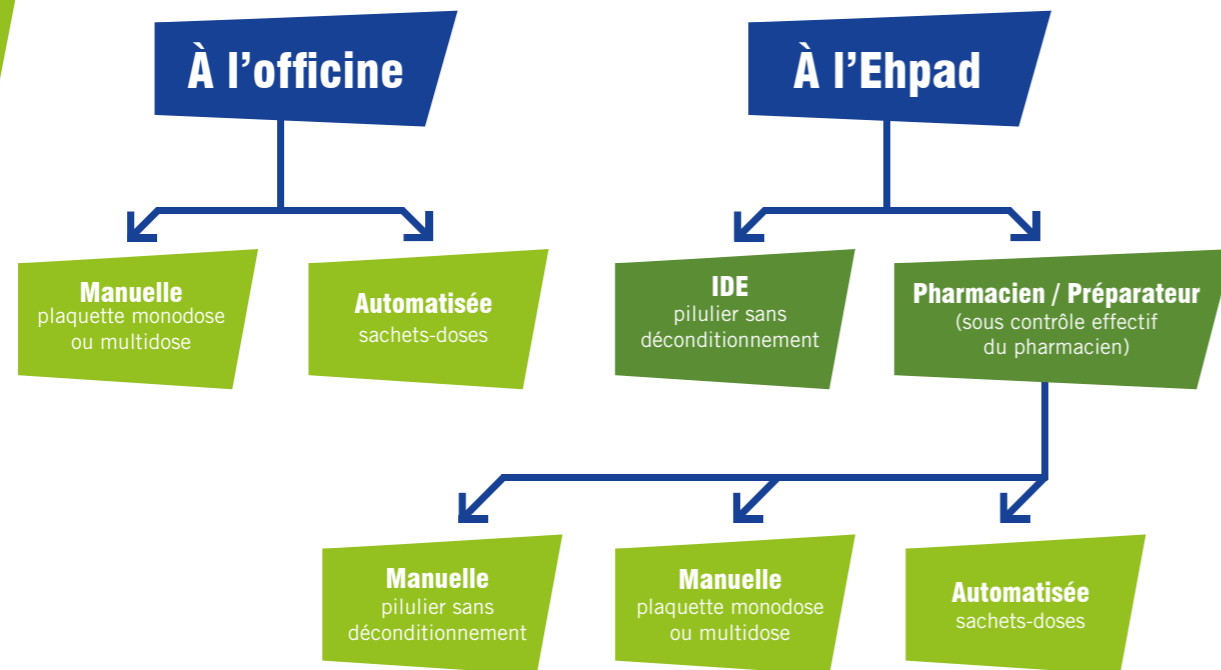 À l’officine
À l’Ehpad
Manuelle
plaquette monodose
ou multidose
Automatisée
sachets-doses
IDE
pilulier sans
déconditionnement
Pharmacien / Préparateur
(sous contrôle effectif
du pharmacien)
Manuelle
pilulier sans
déconditionnement
Manuelle
plaquette monodose
ou multidose
Automatisée
sachets-doses